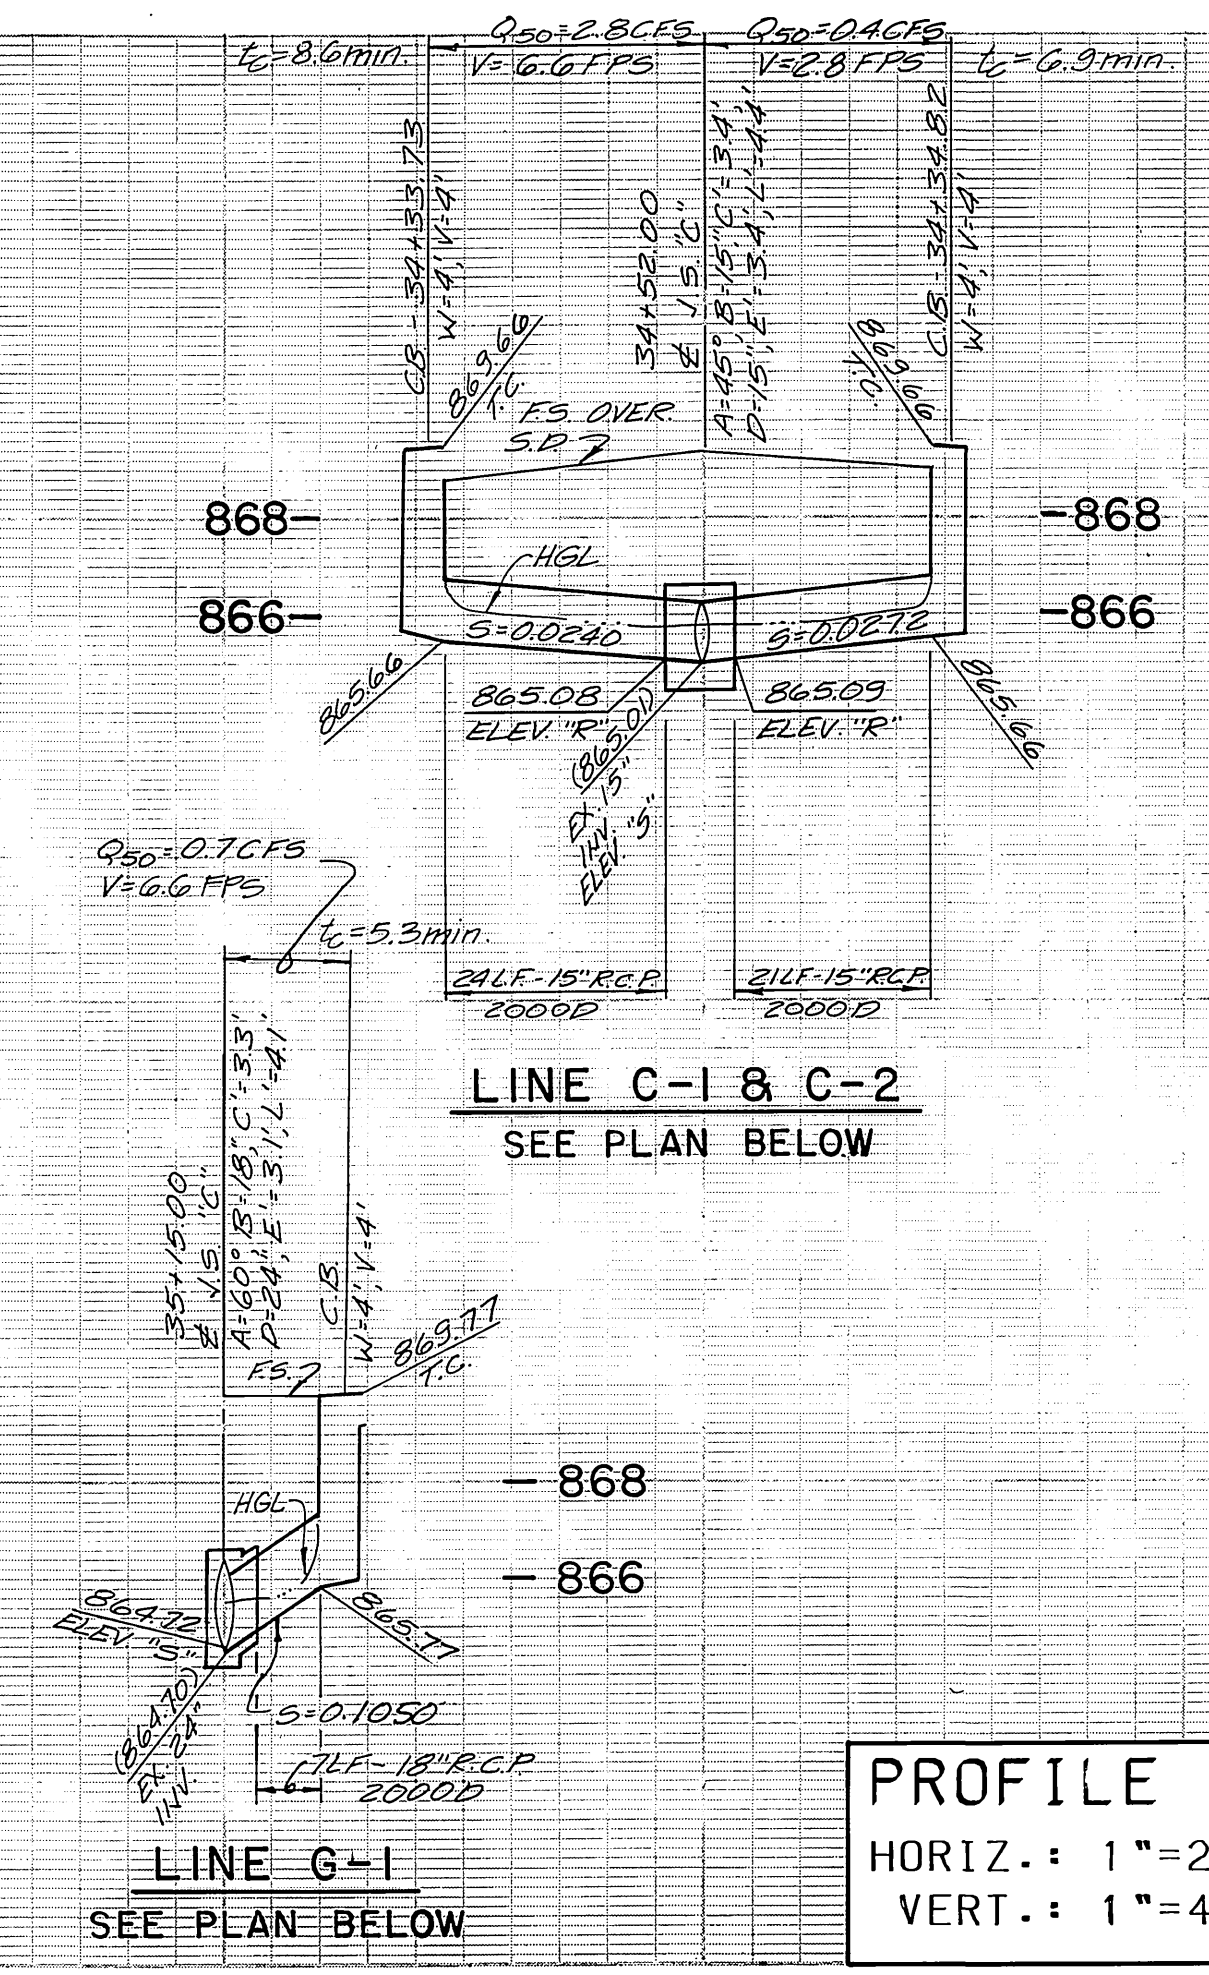 Q50=2.8CFS
V=6.6FPS
Q50=0.4CFS
V=2.8FPS
tc=8.6min.
tc=6.9min.
C.B.-34+33.73
W=4', V=4'
34+52.00
℄ J.S. "C"
A=45°, B=15," C'=3.4',
D=15", E'=3.4', L'=4.4'
C.B.-34+34.82
W=4', V=4'
869.66
T.C.
869.66
T.C.
F.S. OVER
S.D.
868-
-868
HGL
866-
-866
S=0.0240
S=0.0272
865.66
865.08
ELEV. "R"
865.09
ELEV. "R"
865.66
(865.01)
EX. 15"
INV.
ELEV. "S"
24LF-15"R.C.P.
2000D
21LF-15"R.C.P.
2000D
LINE C-1 & C-2
SEE PLAN BELOW
Q50=0.7CFS
V=6.6FPS
tc=5.3min.
35+15.00
℄ J.S. "C"
A=60° B=18," C'=3.3',
D=24", E'=3.1', L'=4.1
C.B.
W=4', V=4'
869.77
T.C.
F.S.
- 868
HGL
- 866
864.72
ELEV "S"
865.77
(864.70)
EX. 24"
INV.
S=0.1050
7LF-18"R.C.P.
2000D
LINE G-1
SEE PLAN BELOW
PROFILE
HORIZ.: 1"=2
VERT.: 1"=4